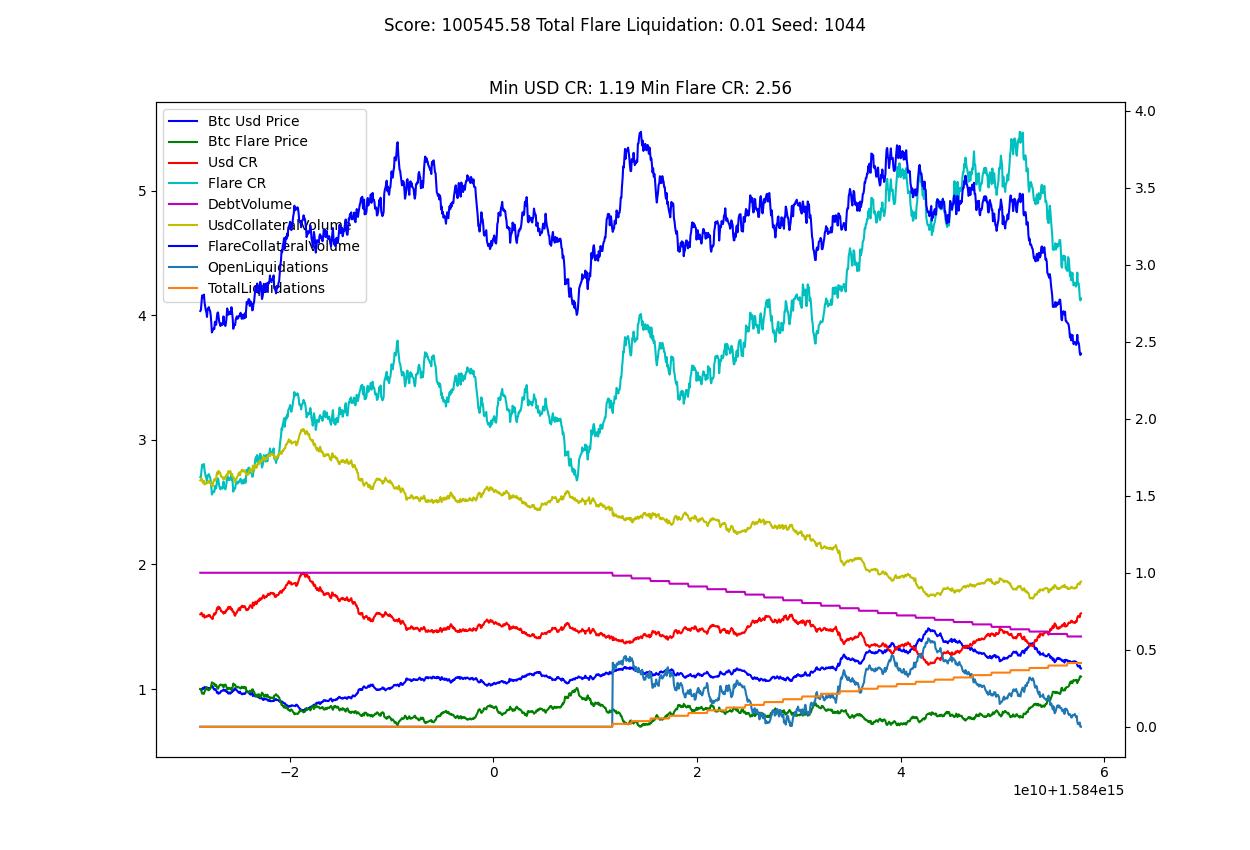 Score: 100545.58 Total Flare Liquidation: 0.01 Seed: 1044
Min USD CR: 1.19 Min Flare CR: 2.56
Btc Usd Price
Btc Flare Price
Usd CR
Flare CR
DebtVolume
UsdCollateralVolume
FlareCollateralVolume
OpenLiquidations
TotalLiquidations
5
4
3
2
1
4.0
3.5
3.0
2.5
2.0
1.5
1.0
0.5
0.0
−2
0
2
4
6
1e10+1.584e15